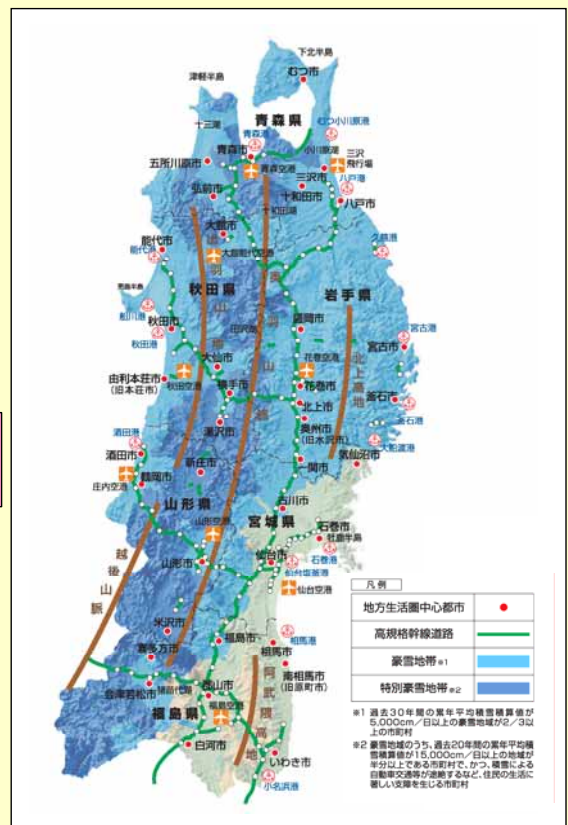 下北半島
津軽半島
むつ市
十三湖
青森県
むつ小川原港
青森港
青森市
小川原湖
三沢
飛行場
五所川原市
青森空港
三沢市
八戸港
弘前市
十和田市
八戸市
十和田湖
大館市
久慈港
能代市
能代港
大館能代空港
出羽山地
奥羽山脈
岩手県
男鹿半島
秋田県
船川港
田沢湖
盛岡市
宮古港
秋田市
宮古市
秋田港
北上高地
大仙市
花巻空港
釜石市
由利本荘市
(旧本荘市)
秋田空港
横手市
花巻市
北上市
釜石港
湯沢市
奥州市
(旧水沢市)
大船渡港
酒田港
酒田市
新庄市
一関市
気仙沼市
鶴岡市
庄内空港
古川市
山形県
宮城県
山形空港
石巻市
牡鹿半島
越後山脈
山形市
仙台市
石巻港
仙台塩釜港
仙台空港
米沢市
福島市
相馬港
喜多方市
相馬市
猪苗代湖
南相馬市
(旧原町市)
会津若松市
郡山市
阿武隈高地
福島県
福島空港
白河市
いわき市
小名浜港
凡例
地方生活圏中心都市
高規格幹線道路
豪雪地帯※1
特別豪雪地帯※2
※1 過去30年間の累年平均積雪積算値が
5,000cm/日以上の豪雪地域が2/3以
上の市町村
※2 豪雪地域のうち、過去20年間の累年平均積
雪積算値が15,000cm/日以上の地域が
半分以上である市町村で、かつ、積雪による
自動車交通等が途絶するなど、住民の生活に
著しい支障を生じる市町村